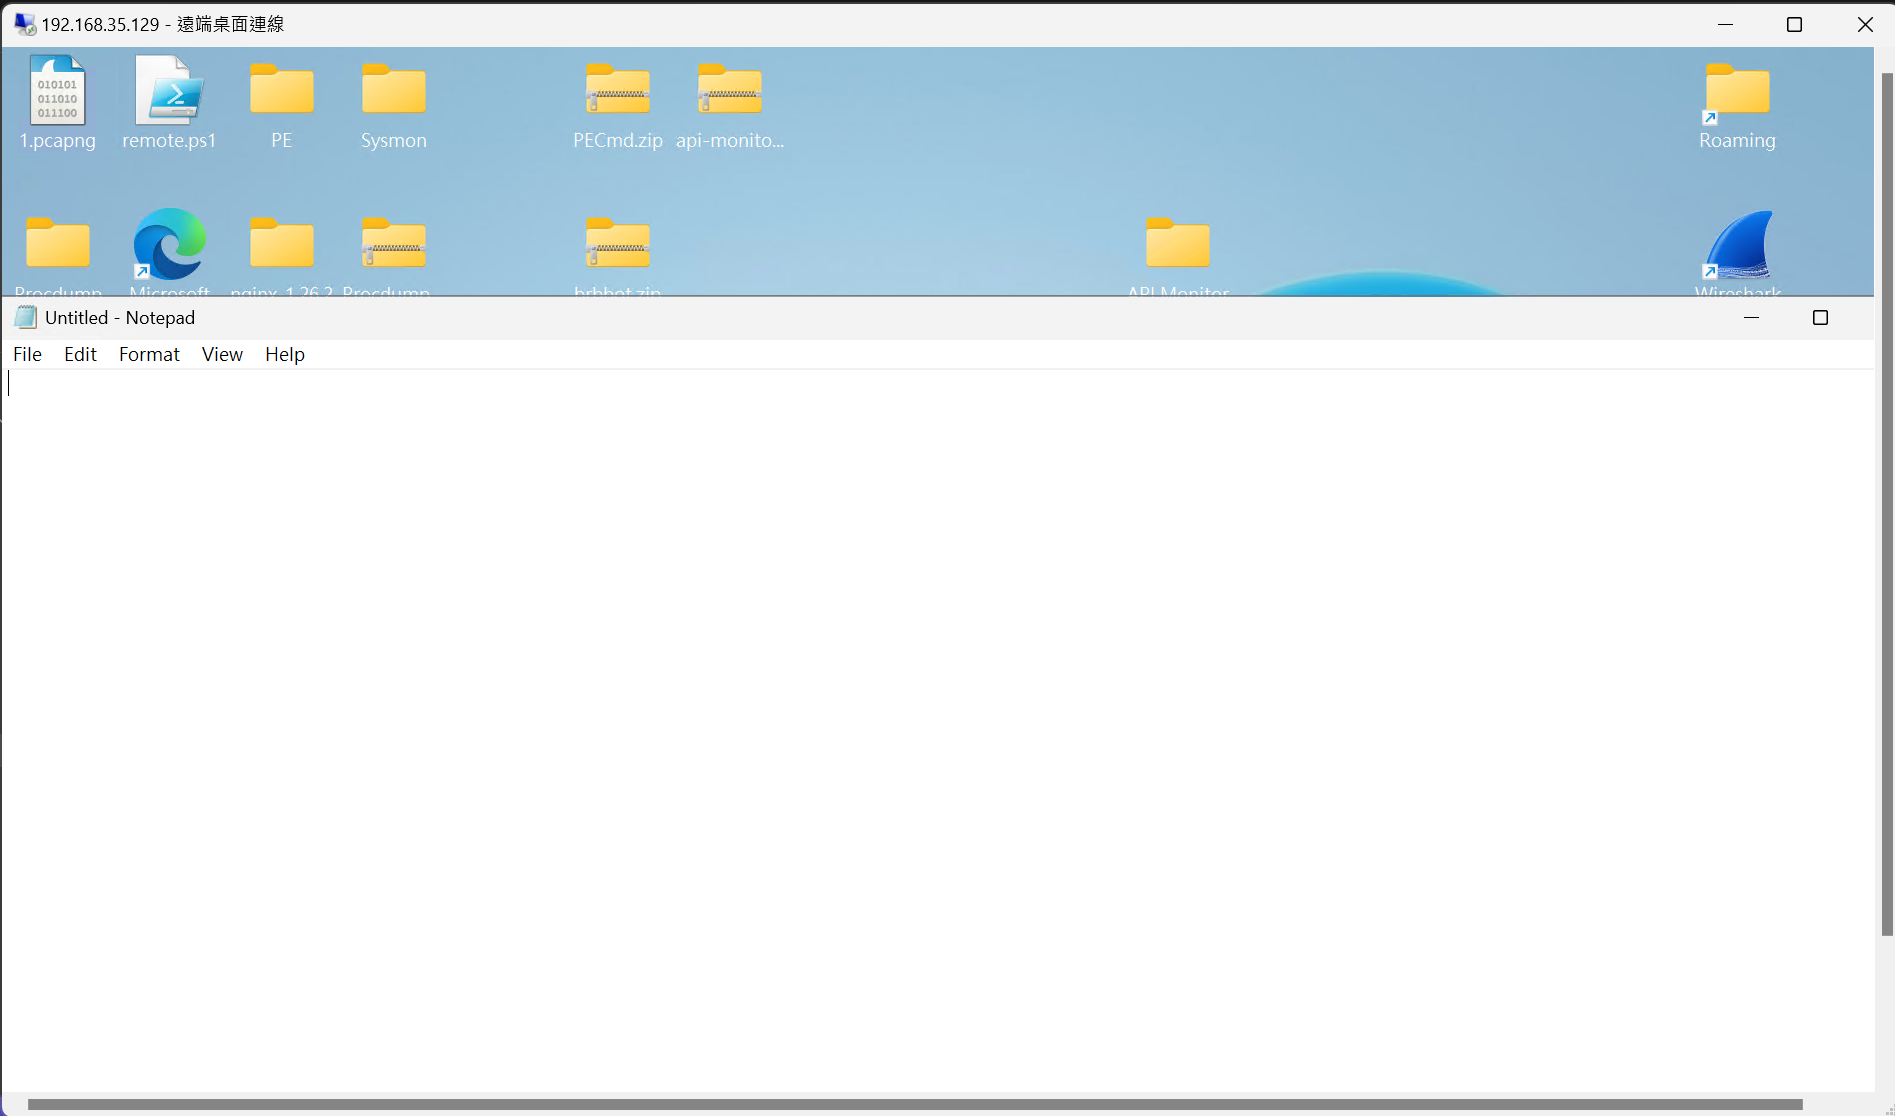 192.168.35.129 - 遠端桌面連線
010101
011010
011100
1.pcapng
remote.ps1
PE
Sysmon
PECmd.zip
api-monito...
Roaming
Procdump
Microsoft
nginx-1.26.2
Procdump
brbbot.zip
API Monitor
Wireshark
Untitled - Notepad
File Edit Format View Help